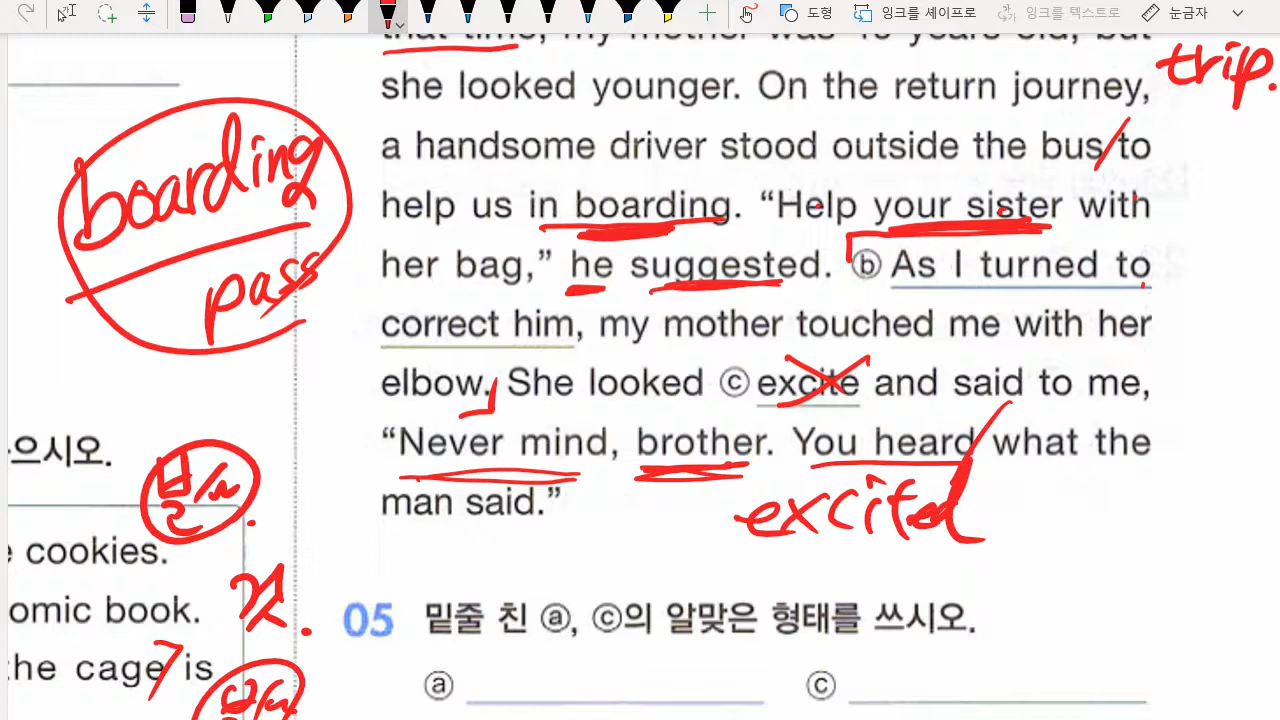 도형
잉크를 셰이프로
잉크를 텍스트로
눈금자
that time, my mother was 40 years old, but
trip.
she looked younger. On the return journey,
a handsome driver stood outside the bus to
help us in boarding. “Help your sister with
her bag,” he suggested. ⓑ As I turned to
correct him, my mother touched me with her
elbow. She looked ⓒ excite and said to me,
“Never mind, brother. You heard what the
man said.”
excited
boarding
pass
으시오.
e cookies.
omic book.
the cage is
05 밑줄 친 ⓐ, ⓒ의 알맞은 형태를 쓰시오.
ⓐ ⓒ